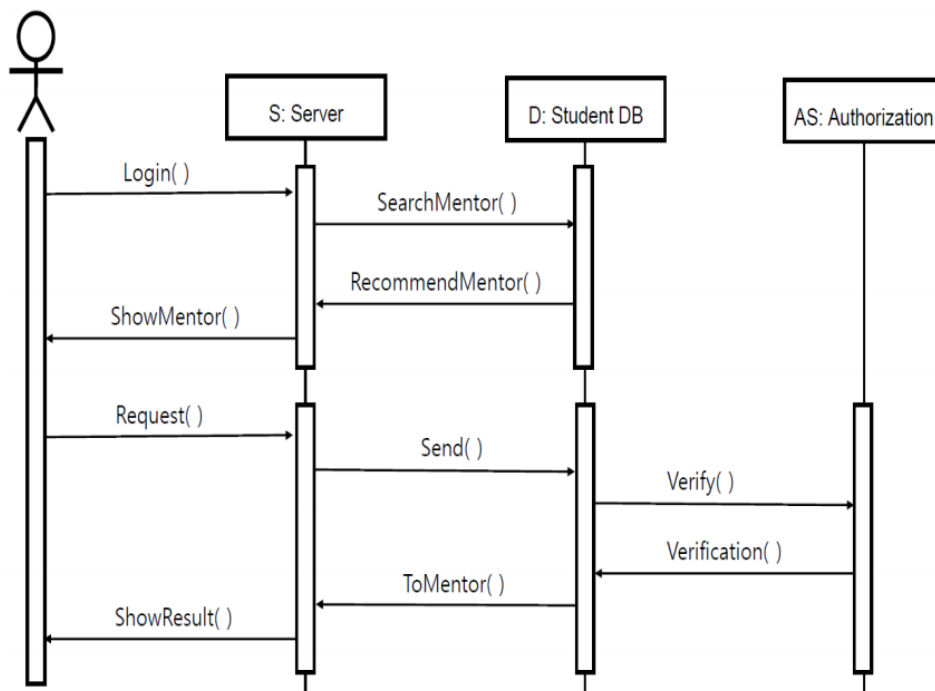 S: Server
D: Student DB
AS: Authorization
Login( )
SearchMentor( )
RecommendMentor( )
ShowMentor( )
Request( )
Send( )
Verify( )
Verification( )
ToMentor( )
ShowResult( )